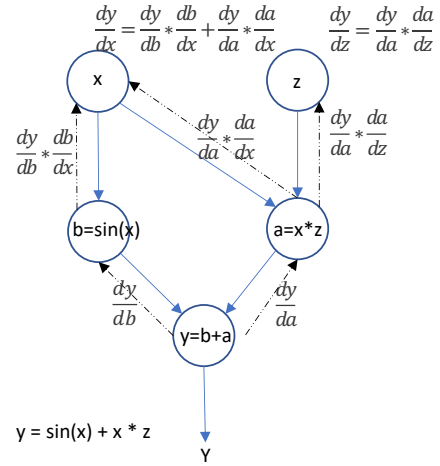 dy/dx = dy/db * db/dx + dy/da * da/dx
dy/dz = dy/da * da/dz
x
z
dy/db * db/dx
dy/da * da/dx
dy/da * da/dz
b=sin(x)
a=x*z
dy/db
dy/da
y=b+a
y = sin(x) + x * z
Y